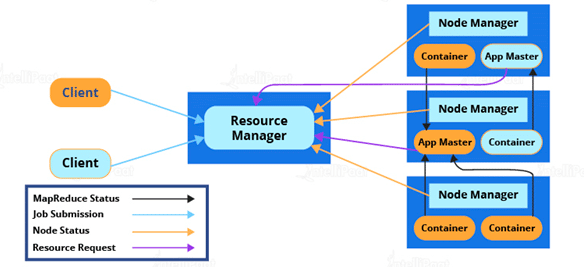 Client
Client
Resource
Manager
Node Manager
Container
App Master
Node Manager
App Master
Container
Node Manager
Container
Container
MapReduce Status
Job Submission
Node Status
Resource Request